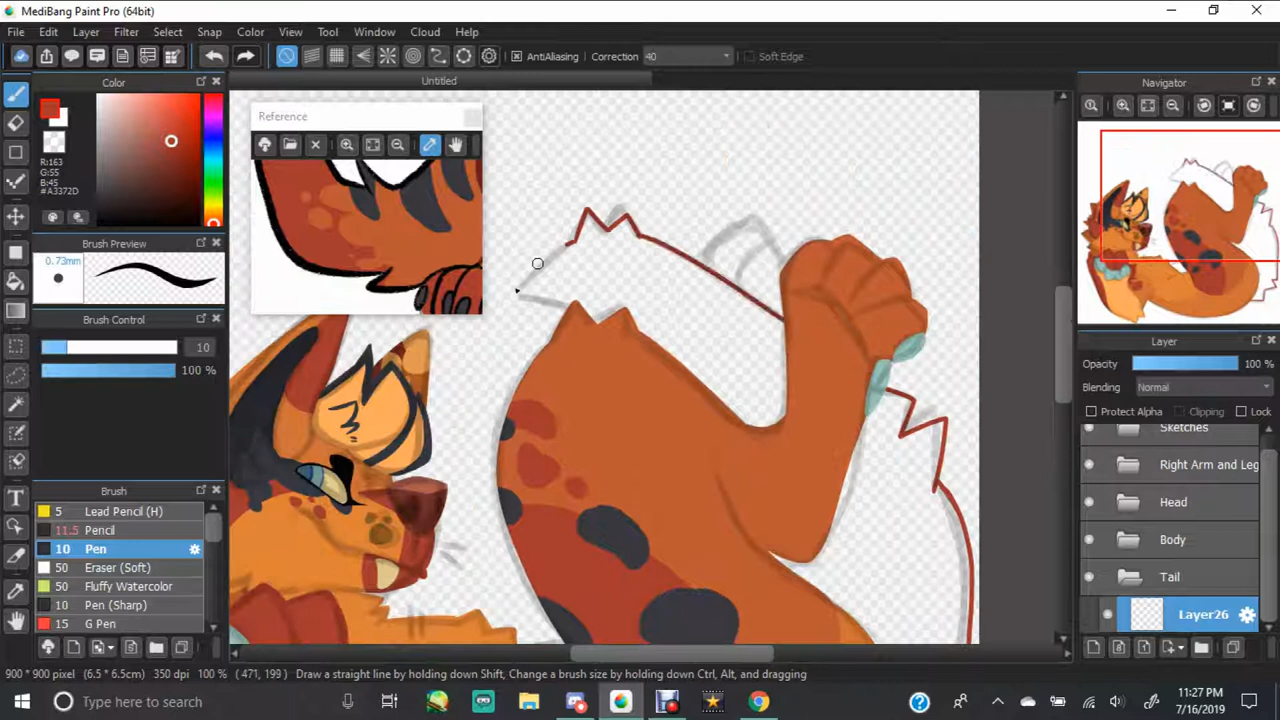 MediBang Paint Pro (64bit)
File Edit Layer Filter Select Snap Color View Tool Window Cloud Help
AntiAliasing Correction 40 Soft Edge
Color
Untitled
Navigator
Reference
R:163
G:55
B:45
#A3372D
Brush Preview
0.73mm
Brush Control
10
100 %
Layer
Opacity 100 %
Blending Normal
Protect Alpha Clipping Lock
Sketches
Right Arm and Leg
Head
Body
Tail
Layer26
Brush
5 Lead Pencil (H)
11.5 Pencil
10 Pen
50 Eraser (Soft)
50 Fluffy Watercolor
10 Pen (Sharp)
15 G Pen
900 * 900 pixel (6.5 * 6.5cm) 350 dpi 100 % ( 471, 199 ) Draw a straight line by holding down Shift, Change a brush size by holding down Ctrl, Alt, and dragging
Type here to search
11:27 PM
7/16/2019